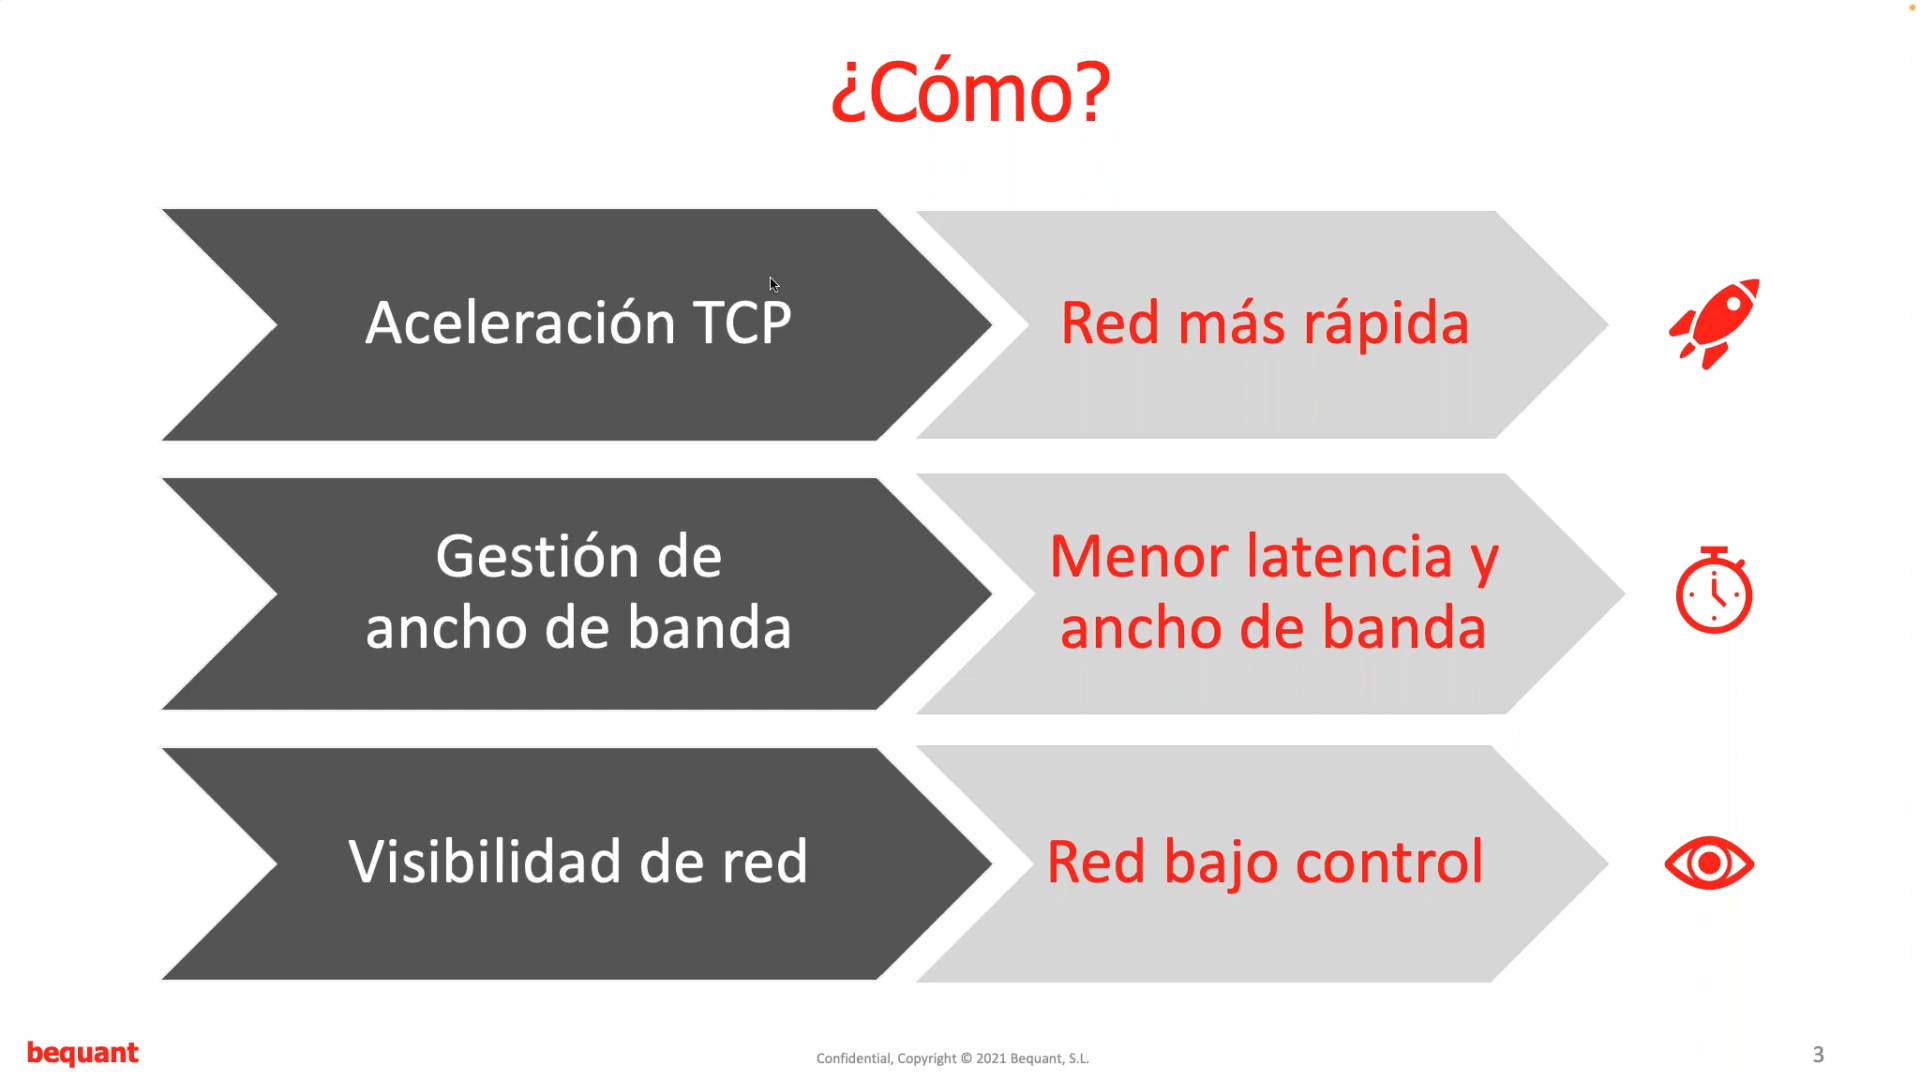 ¿Cómo?
Aceleración TCP
Red más rápida
Gestión de
ancho de banda
Menor latencia y
ancho de banda
Visibilidad de red
Red bajo control
bequant
Confidential, Copyright © 2021 Bequant, S.L.
3